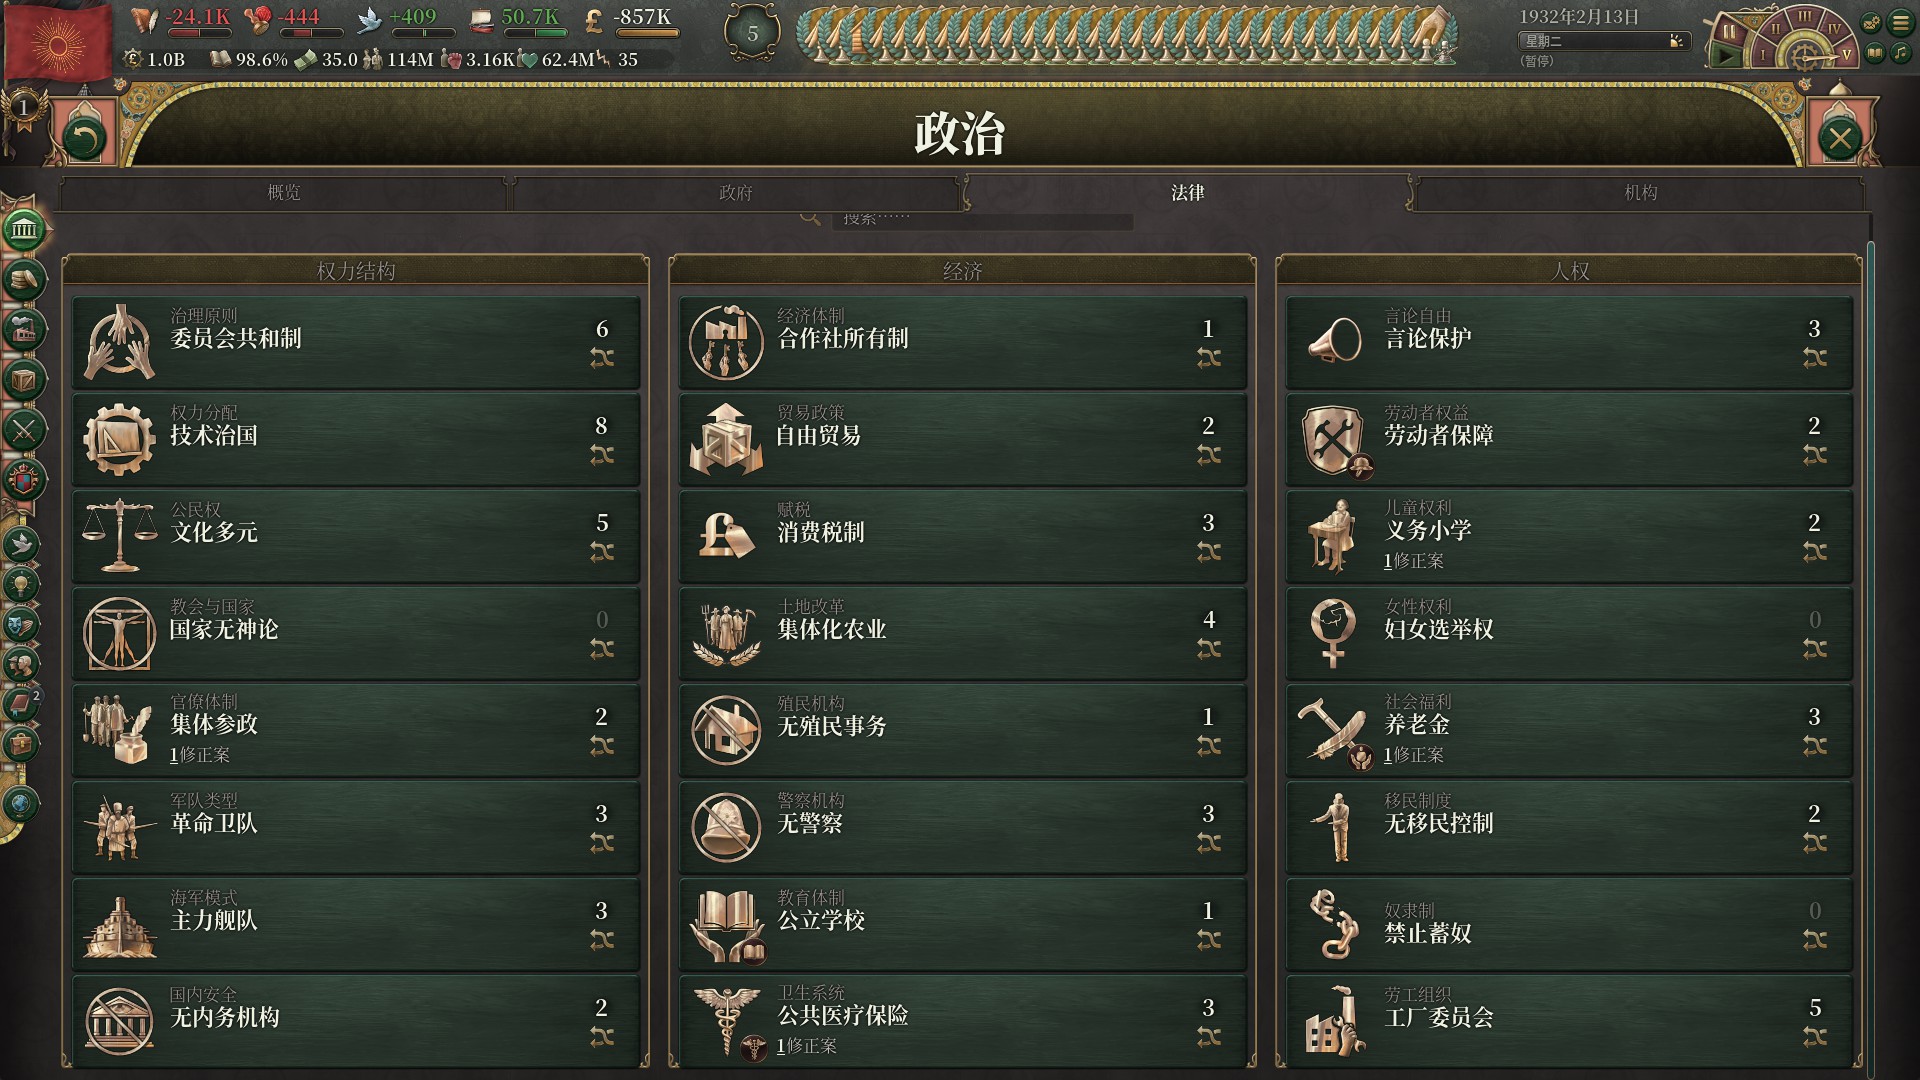 -24.1K
-444
+409
50.7K
-857K
1.0B
98.6%
35.0
114M
3.16K
62.4M
35
5
1932年2月13日
星期二
(暂停)
I
II
III
IV
V
1
政治
概览
政府
法律
机构
搜索……
2
权力结构
治理原则
委员会共和制
6
权力分配
技术治国
8
公民权
文化多元
5
教会与国家
国家无神论
0
官僚体制
集体参政
1修正案
2
军队类型
革命卫队
3
海军模式
主力舰队
3
国内安全
无内务机构
2
经济
经济体制
合作社所有制
1
贸易政策
自由贸易
2
赋税
消费税制
3
土地改革
集体化农业
4
殖民机构
无殖民事务
1
警察机构
无警察
3
教育体制
公立学校
1
卫生系统
公共医疗保险
1修正案
3
人权
言论自由
言论保护
3
劳动者权益
劳动者保障
2
儿童权利
义务小学
1修正案
2
女性权利
妇女选举权
0
社会福利
养老金
1修正案
3
移民制度
无移民控制
2
奴隶制
禁止蓄奴
0
劳工组织
工厂委员会
5